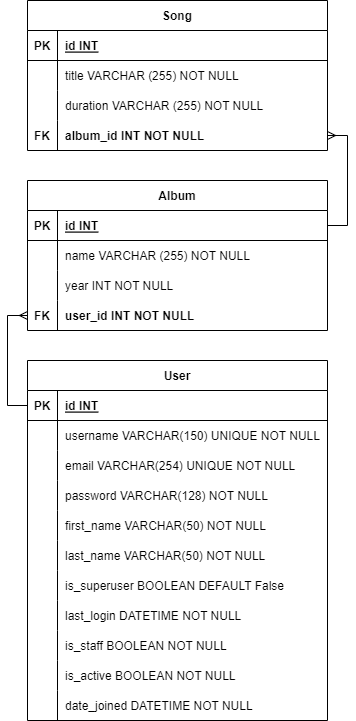 Song
PK id INT
title VARCHAR (255) NOT NULL
duration VARCHAR (255) NOT NULL
FK album_id INT NOT NULL
Album
PK id INT
name VARCHAR (255) NOT NULL
year INT NOT NULL
FK user_id INT NOT NULL
User
PK id INT
username VARCHAR(150) UNIQUE NOT NULL
email VARCHAR(254) UNIQUE NOT NULL
password VARCHAR(128) NOT NULL
first_name VARCHAR(50) NOT NULL
last_name VARCHAR(50) NOT NULL
is_superuser BOOLEAN DEFAULT False
last_login DATETIME NOT NULL
is_staff BOOLEAN NOT NULL
is_active BOOLEAN NOT NULL
date_joined DATETIME NOT NULL